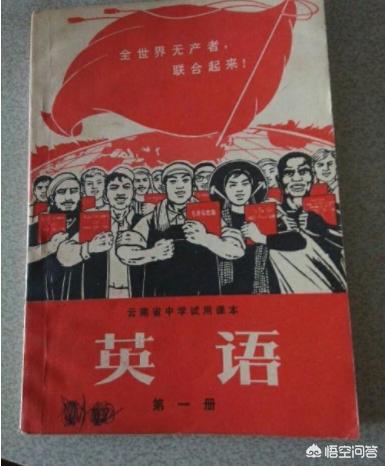 全世界无产者,
联合起来!
云南省中学试用课本
英语
第一册
悟空问答